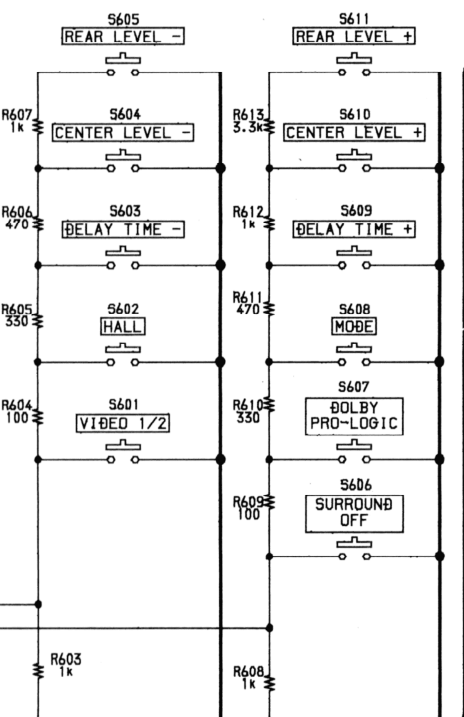 S605
REAR LEVEL -
R607
1k
S604
CENTER LEVEL -
R606
470
S603
DELAY TIME -
R605
330
S602
HALL
R604
100
S601
VIDEO 1/2
R603
1k
S611
REAR LEVEL +
R613
3.3k
S610
CENTER LEVEL +
R612
1k
S609
DELAY TIME +
R611
470
S608
MODE
R610
330
S607
DOLBY
PRO-LOGIC
R609
100
S606
SURROUND
OFF
R608
1k